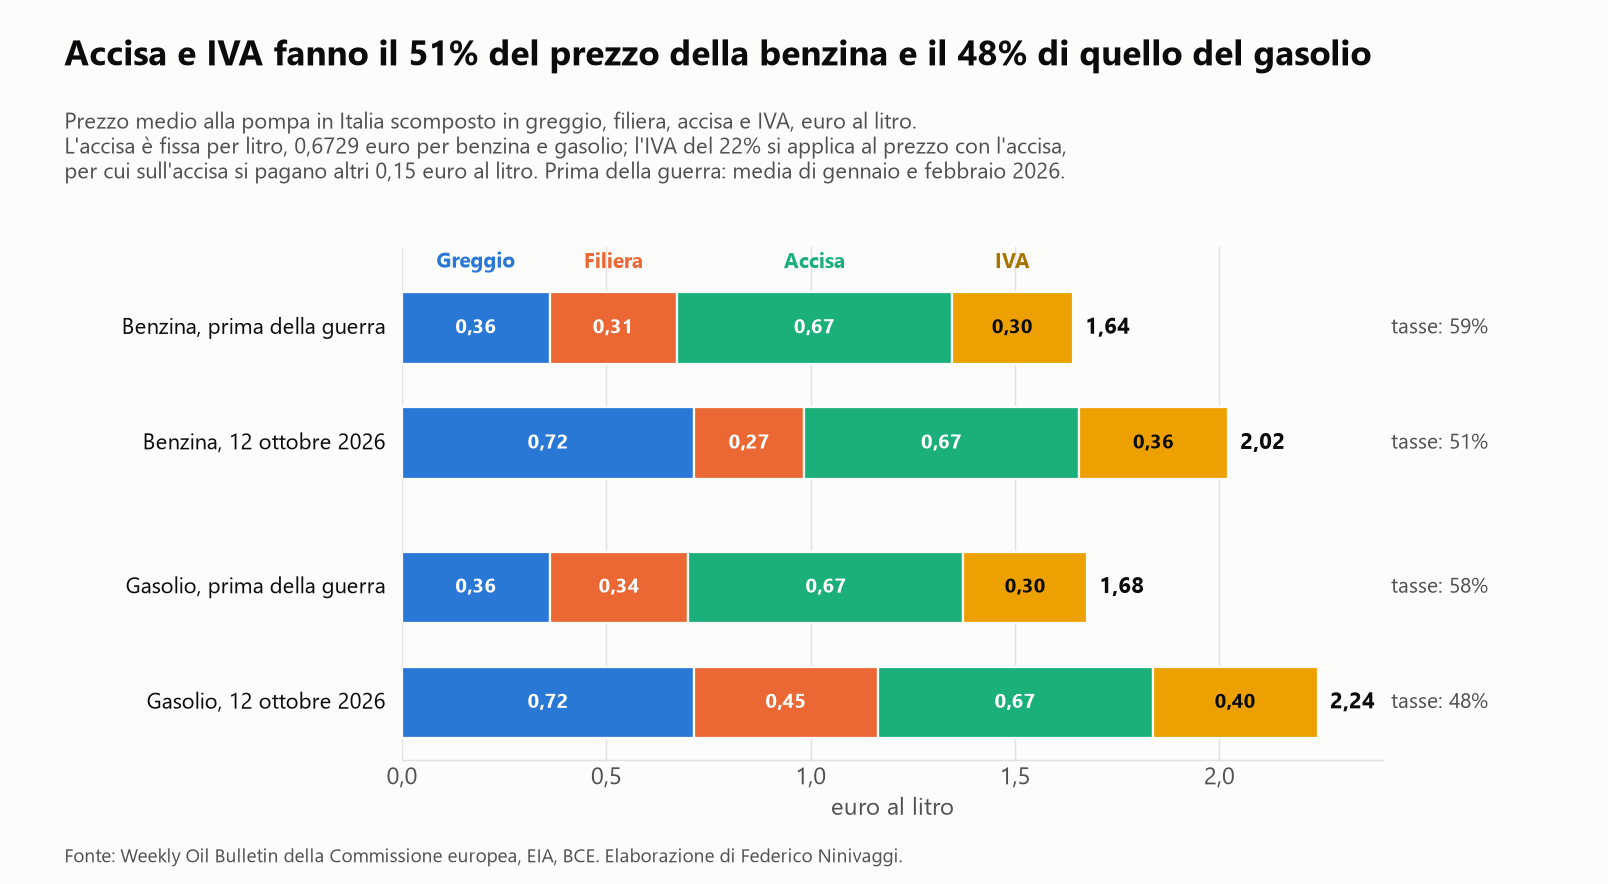 Accisa e IVA fanno il 51% del prezzo della benzina e il 48% di quello del gasolio
Prezzo medio alla pompa in Italia scomposto in greggio, filiera, accisa e IVA, euro al litro.
L'accisa è fissa per litro, 0,6729 euro per benzina e gasolio; l'IVA del 22% si applica al prezzo con l'accisa,
per cui sull'accisa si pagano altri 0,15 euro al litro. Prima della guerra: media di gennaio e febbraio 2026.
Greggio Filiera Accisa IVA
Benzina, prima della guerra 0,36 0,31 0,67 0,30 1,64 tasse: 59%
Benzina, 12 ottobre 2026 0,72 0,27 0,67 0,36 2,02 tasse: 51%
Gasolio, prima della guerra 0,36 0,34 0,67 0,30 1,68 tasse: 58%
Gasolio, 12 ottobre 2026 0,72 0,45 0,67 0,40 2,24 tasse: 48%
0,0 0,5 1,0 1,5 2,0
euro al litro
Fonte: Weekly Oil Bulletin della Commissione europea, EIA, BCE. Elaborazione di Federico Ninivaggi.